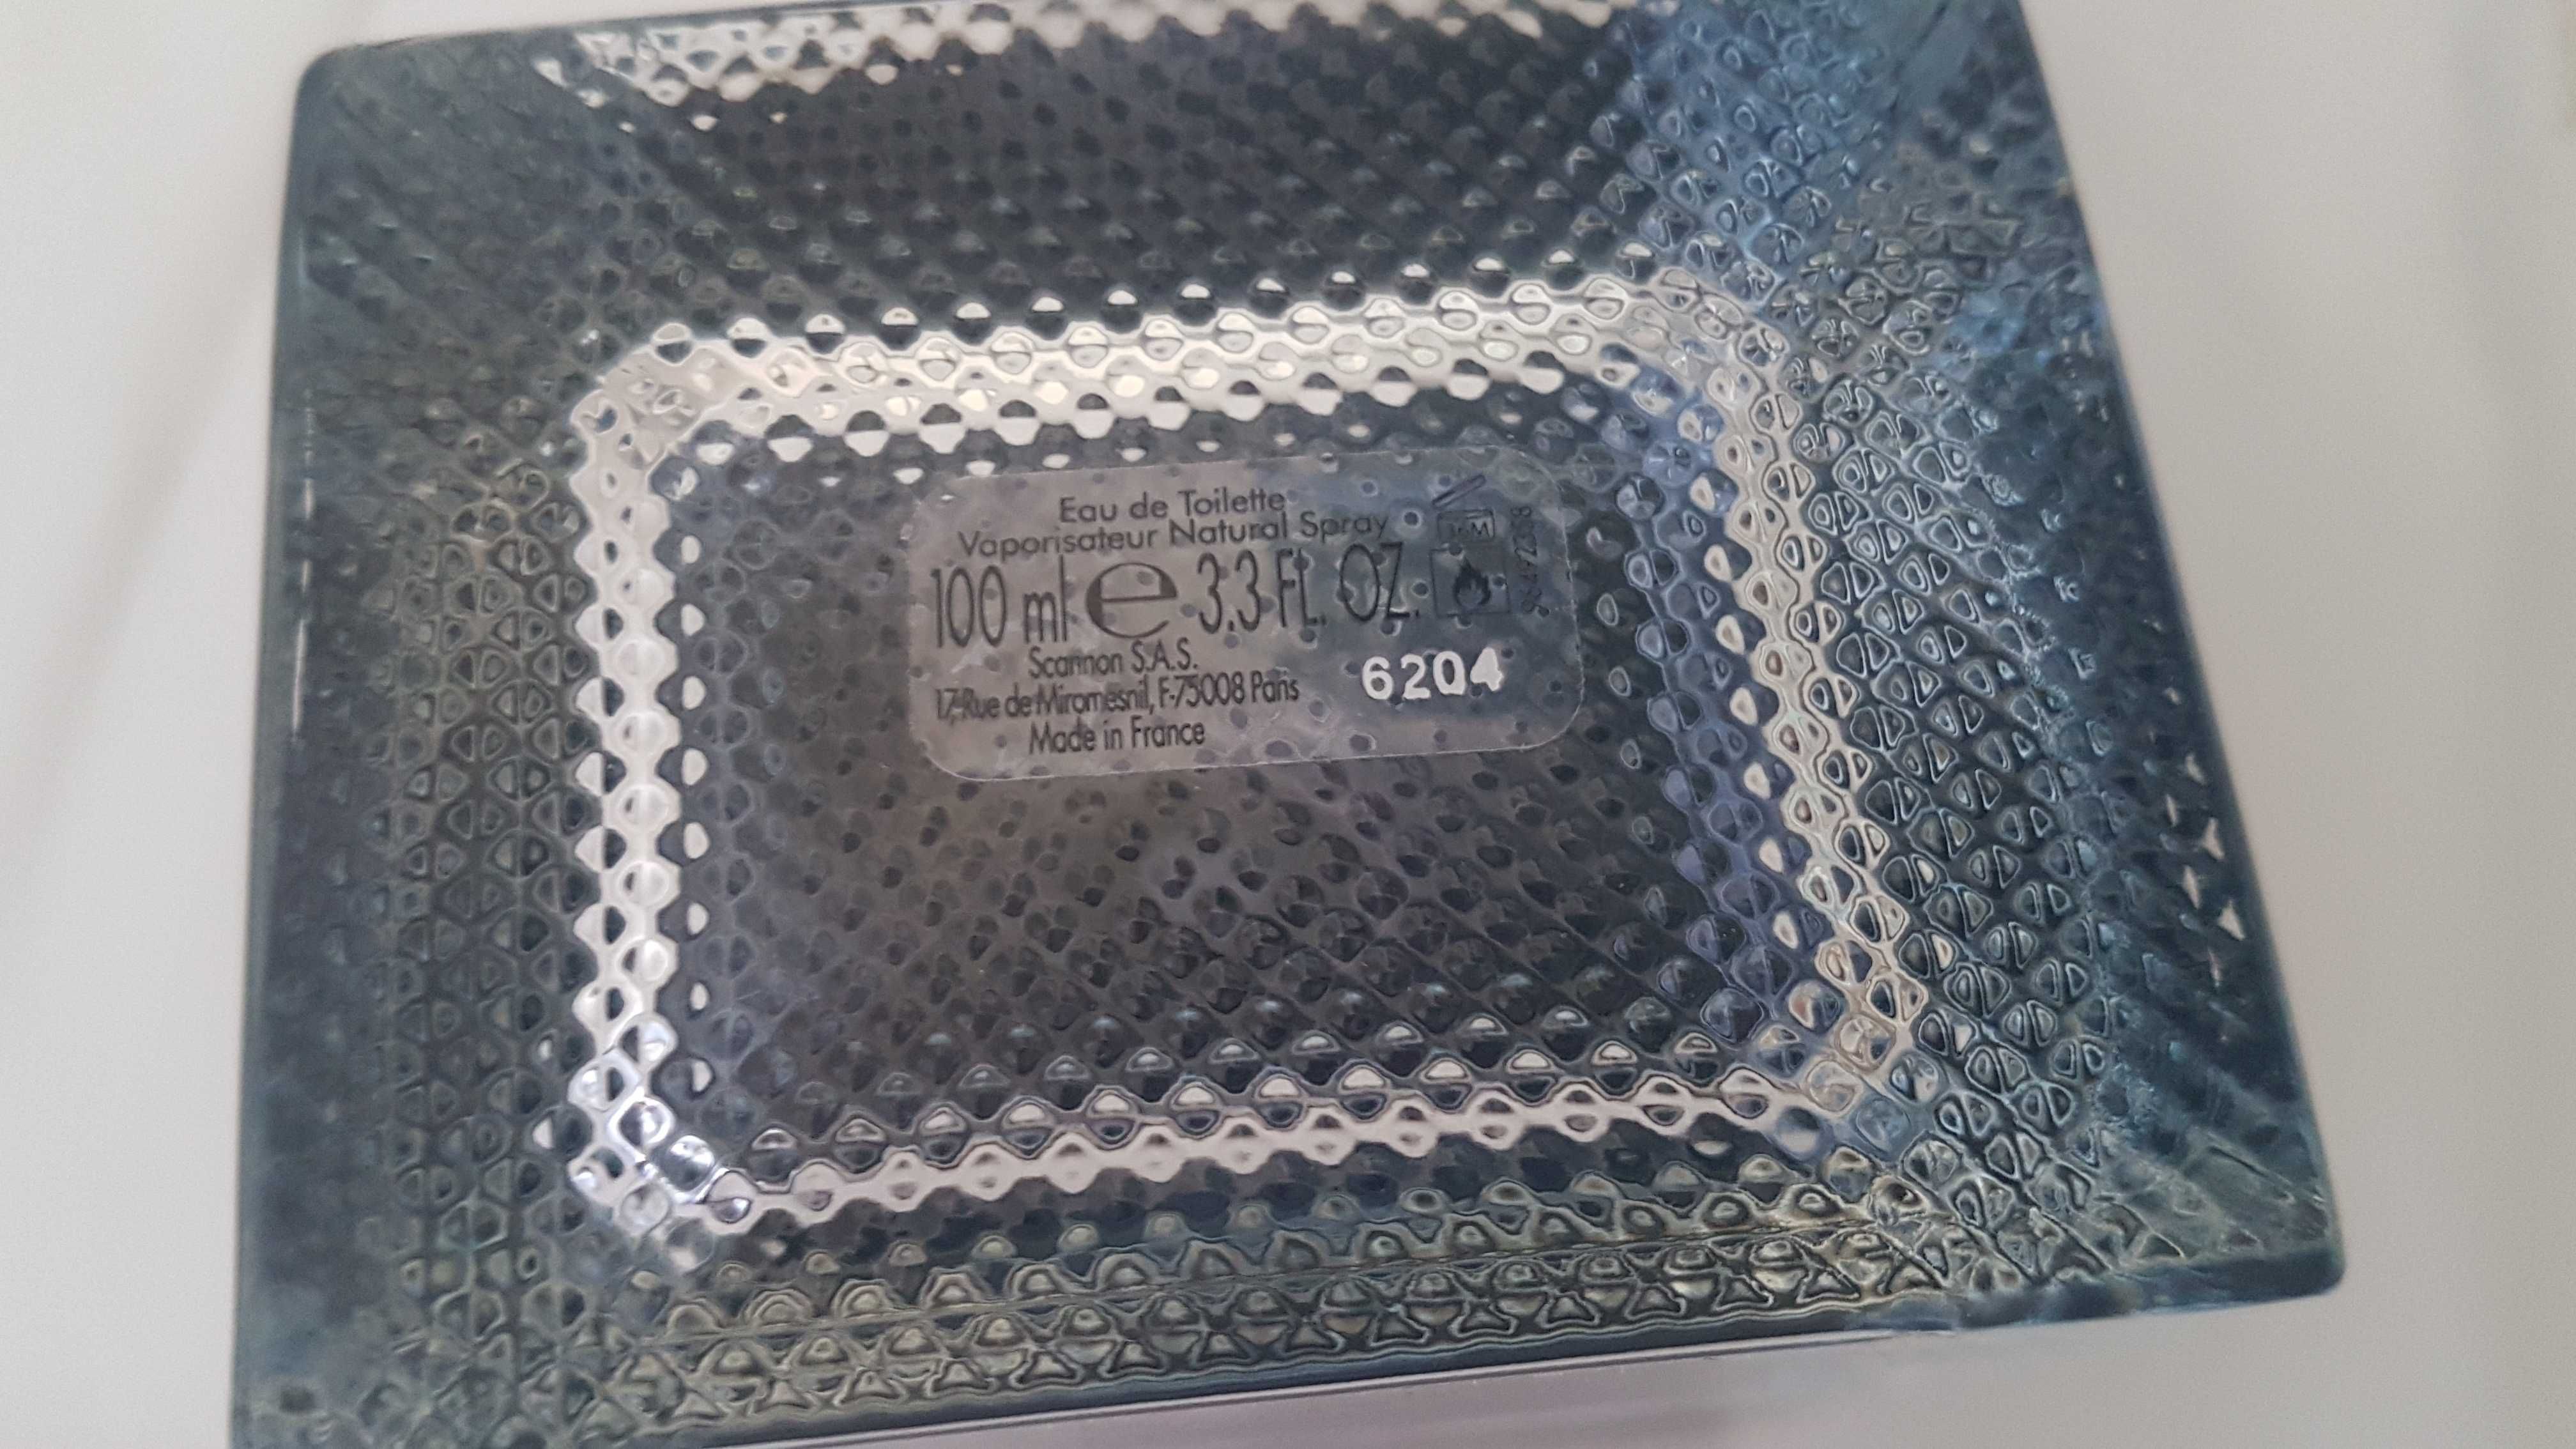 Eau de Toilette
Vaporisateur Natural Spray
100 ml e 3.3 FL. OZ.
36M
Scannon S.A.S.
17, Rue de Miromesnil, F-75008 Paris
6204
Made in France